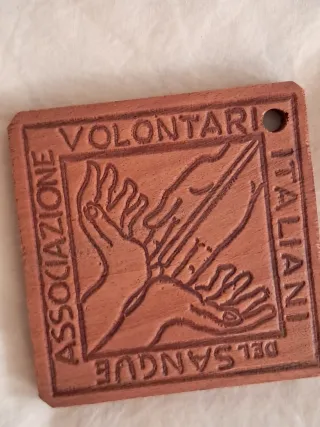 ASSOCIAZIONE
VOLONTARI
ITALIANI
DEL SANGUE